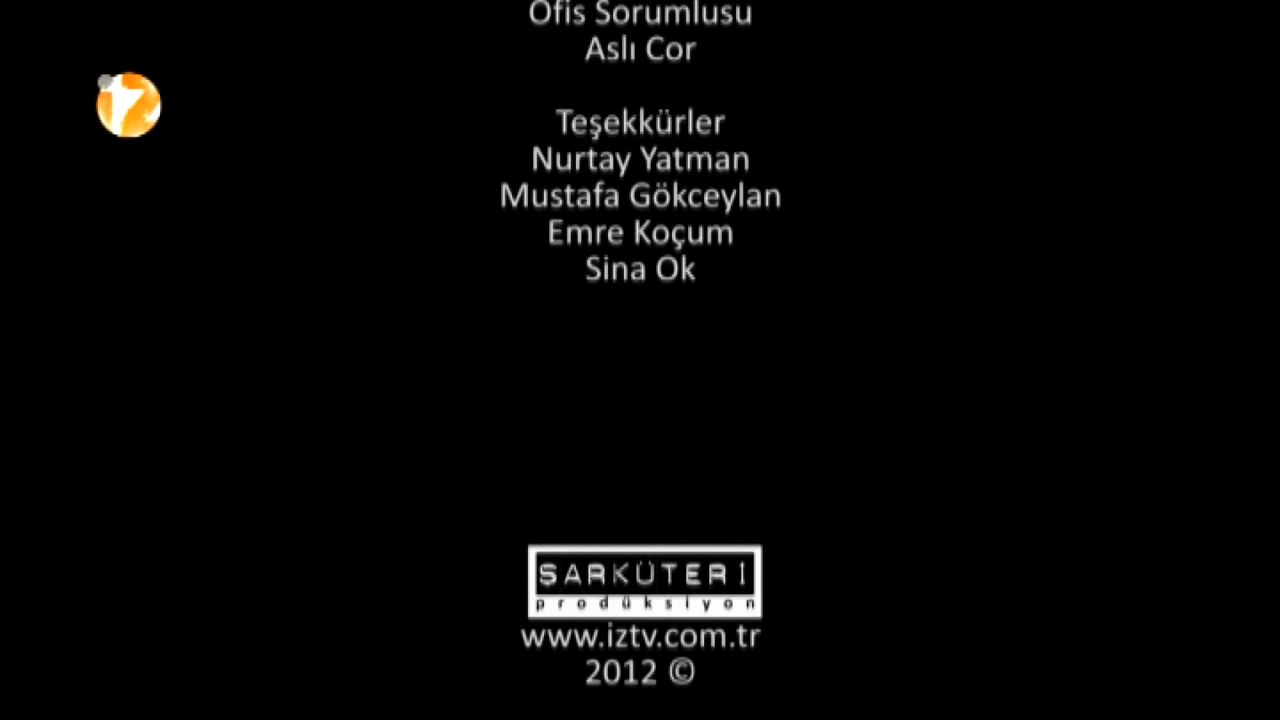 Ofis Sorumlusu
Aslı Cor
Teşekkürler
Nurtay Yatman
Mustafa Gökceylan
Emre Koçum
Sina Ok
ŞARKÜTERİ
prodüksiyon
www.iztv.com.tr
2012 ©
iz